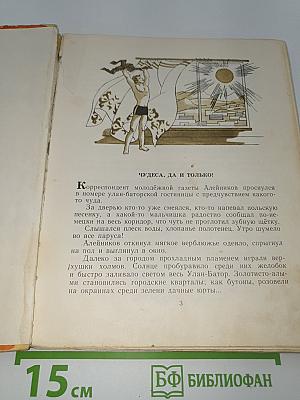 ЧУДЕСА, ДА И ТОЛЬКО!
Корреспондент молодёжной газеты Алейников проснулся
в номере улан-баторской гостиницы с предчувствием какого-
то чуда.
За дверью кто-то уже смеялся, кто-то напевал польскую
песенку, а какой-то мальчишка радостно сообщал по-не-
мецки на весь коридор, что чуть не проглотил зубную щётку.
Слышался плеск воды, хлопанье полотенец. Утро шумело
во все паруса!
Алейников откинул мягкое верблюжье одеяло, спрыгнул
на пол и выглянул в окно.
Далеко за городом прохладным пламенем играли вер-
хушки холмов. Солнце пробуравило среди них желобок
и быстро заливало светом весь Улан-Батор. Золотисто-алы-
ми становились городские кварталы; как бутоны, розовели
на окраинах среди зелени дачные юрты...
3
15 см
БФ БИБЛИОФАН